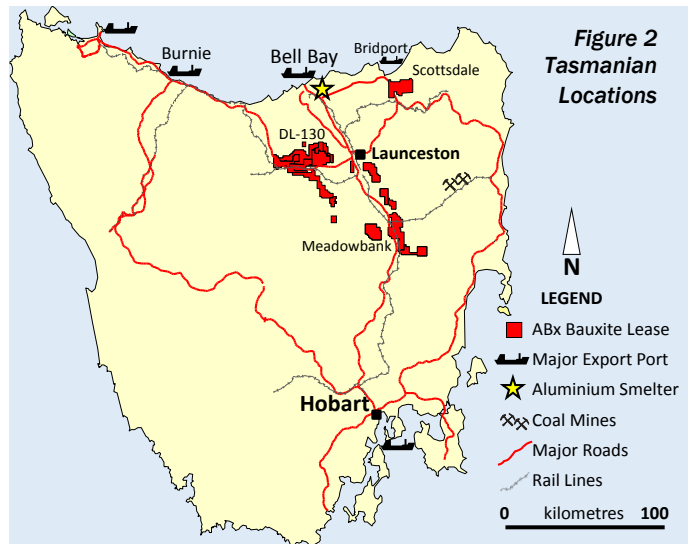 Figure 2
Tasmanian
Locations
Burnie
Bell Bay
Bridport
Scottsdale
DL-130
Launceston
Meadowbank
Hobart
N
LEGEND
ABx Bauxite Lease
Major Export Port
Aluminium Smelter
Coal Mines
Major Roads
Rail Lines
0 kilometres 100